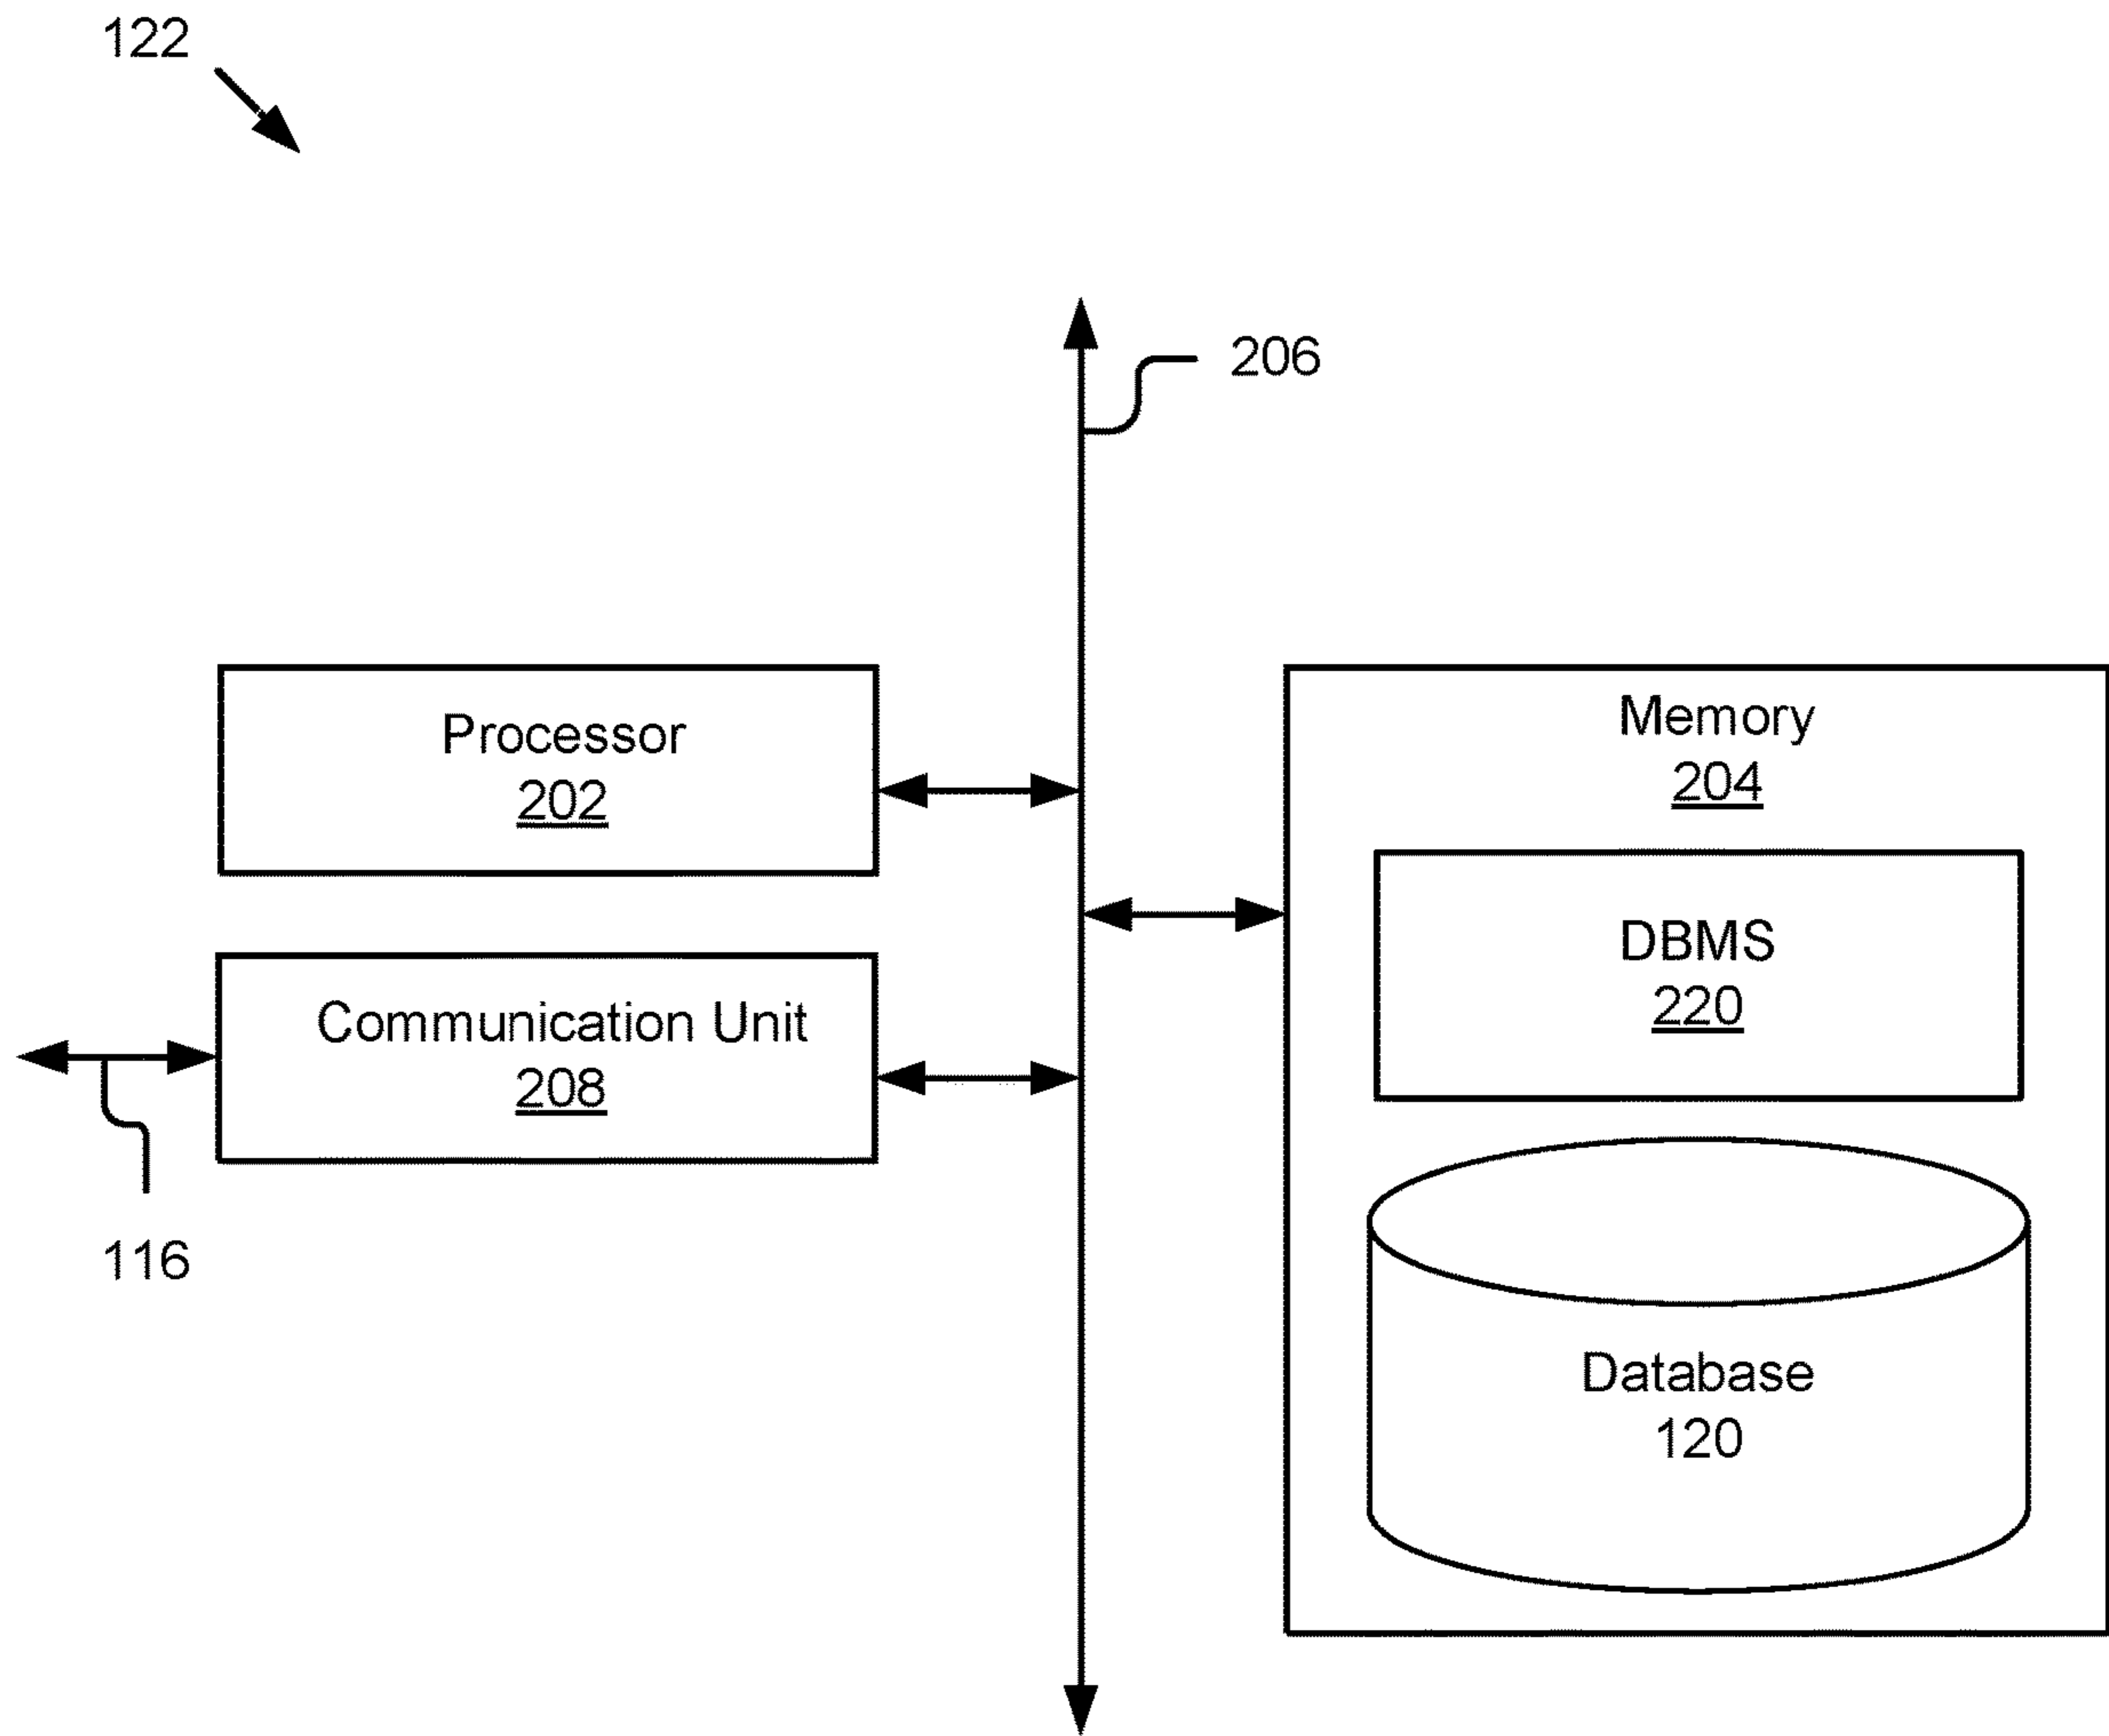 122
206
Processor
202
Memory
204
DBMS
220
Communication Unit
208
116
Database
120